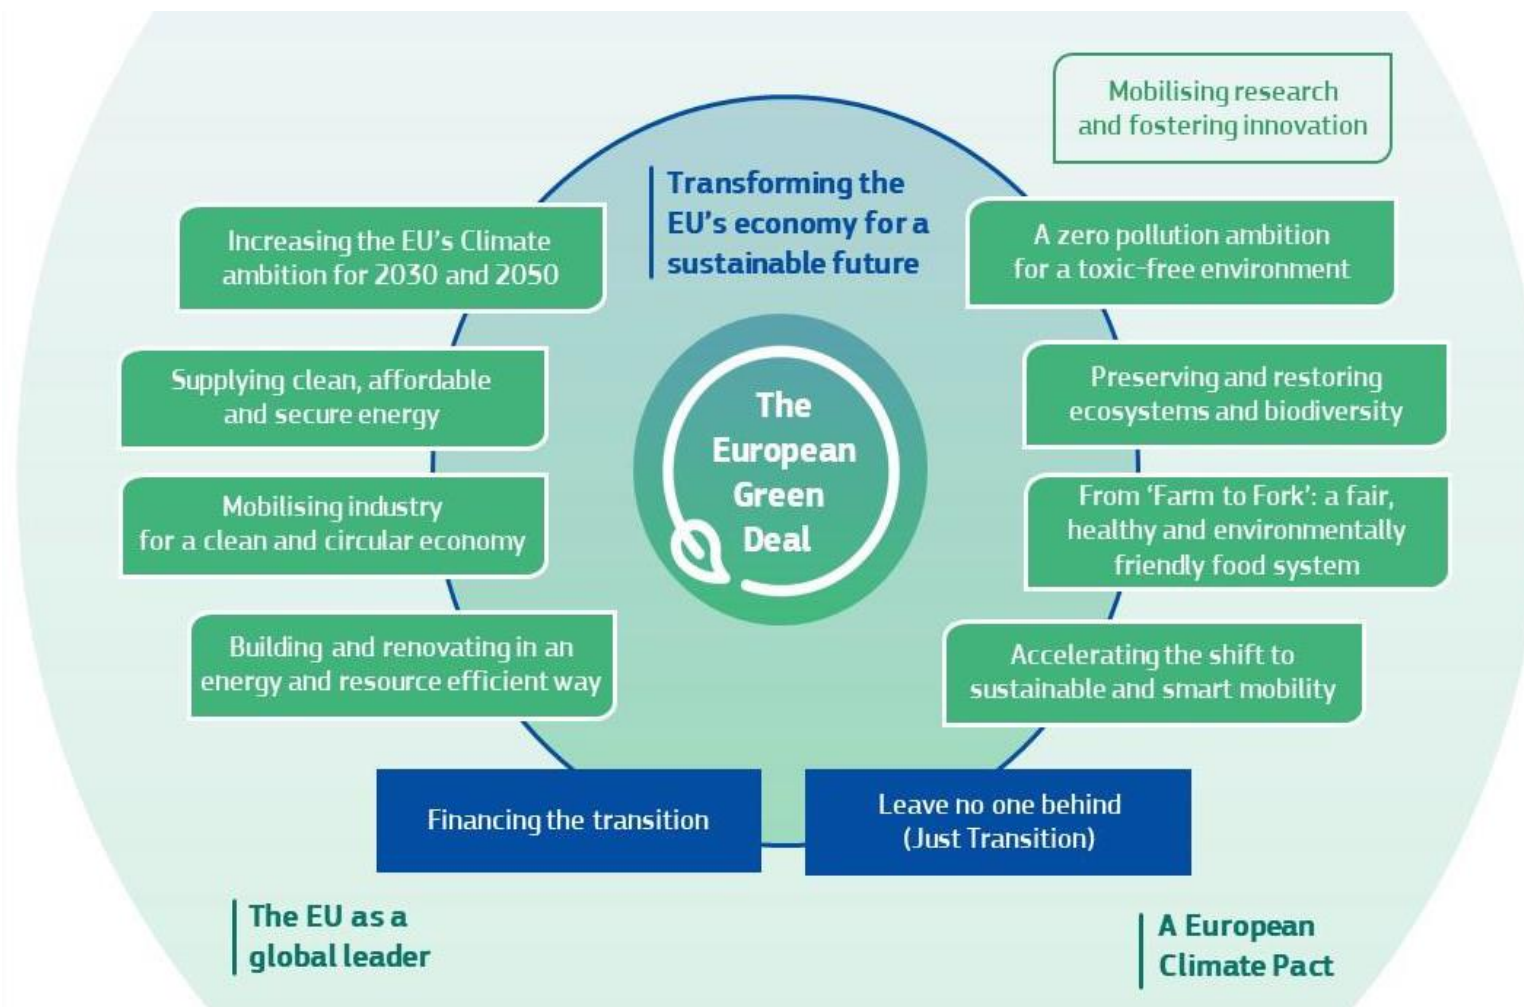 Mobilising research
and fostering innovation
Transforming the
EU's economy for a
sustainable future
Increasing the EU's Climate
ambition for 2030 and 2050
A zero pollution ambition
for a toxic-free environment
Supplying clean, affordable
and secure energy
Preserving and restoring
ecosystems and biodiversity
The
European
Green
Deal
Mobilising industry
for a clean and circular economy
From ‘Farm to Fork’: a fair,
healthy and environmentally
friendly food system
Building and renovating in an
energy and resource efficient way
Accelerating the shift to
sustainable and smart mobility
Financing the transition
Leave no one behind
(Just Transition)
The EU as a
global leader
A European
Climate Pact